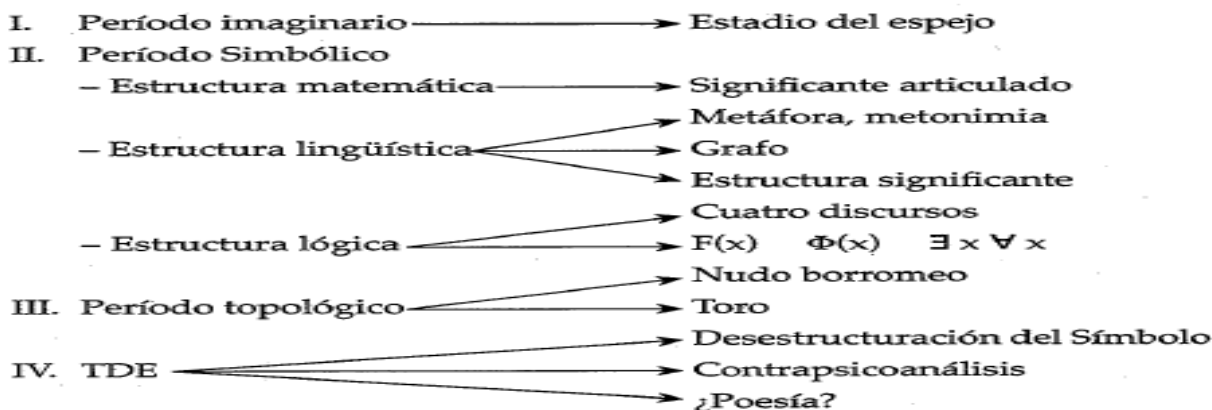 I. Período imaginario Estadio del espejo
II. Período Simbólico
– Estructura matemática Significante articulado
Metáfora, metonimia
– Estructura lingüística Grafo
Estructura significante
Cuatro discursos
– Estructura lógica F(x) Φ(x) ∃ x ∀ x
Nudo borromeo
III. Período topológico Toro
Desestructuración del Símbolo
IV. TDE Contrapsicoanálisis
¿Poesía?